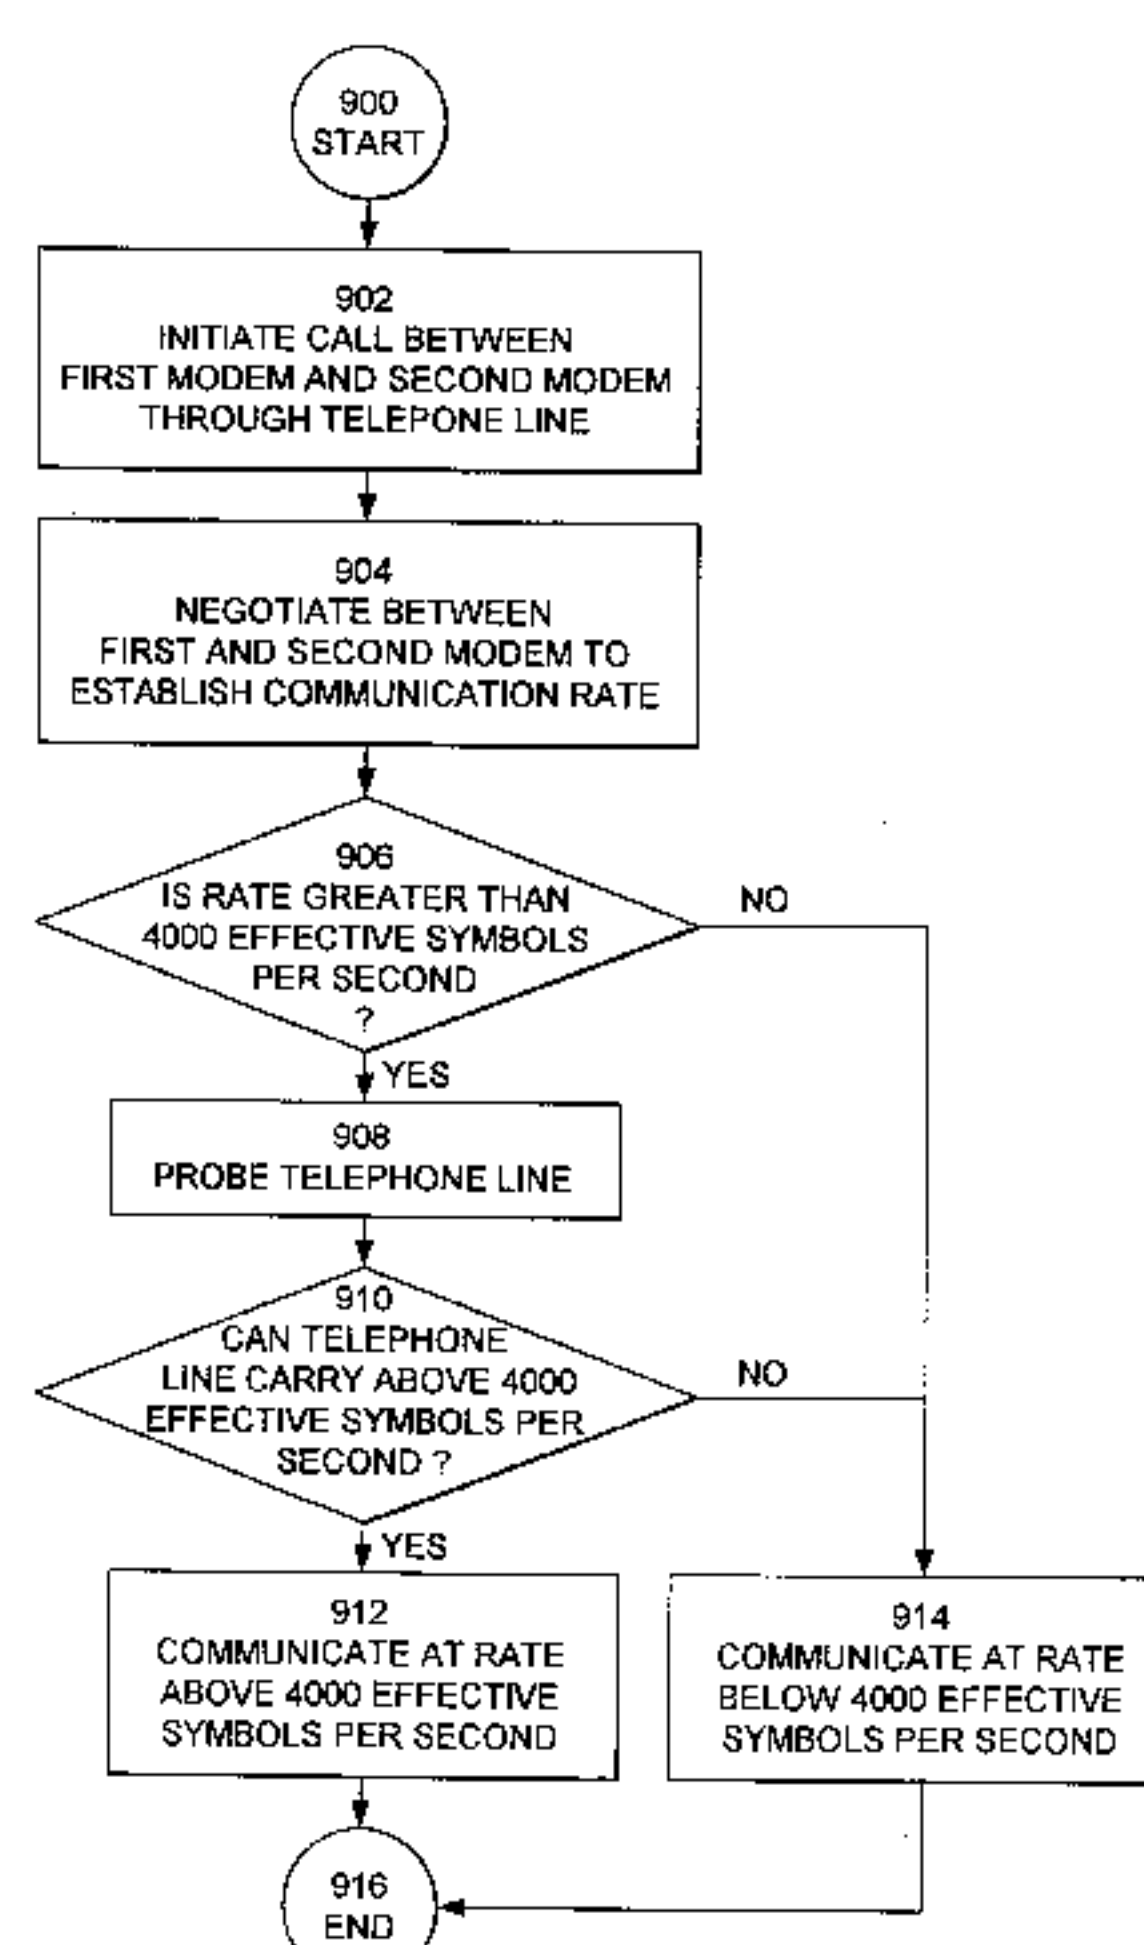 900
START
902
INITIATE CALL BETWEEN
FIRST MODEM AND SECOND MODEM
THROUGH TELEPONE LINE
904
NEGOTIATE BETWEEN
FIRST AND SECOND MODEM TO
ESTABLISH COMMUNICATION RATE
906
IS RATE GREATER THAN
4000 EFFECTIVE SYMBOLS
PER SECOND
?
NO
YES
908
PROBE TELEPHONE LINE
910
CAN TELEPHONE
LINE CARRY ABOVE 4000
EFFECTIVE SYMBOLS PER
SECOND ?
NO
YES
912
COMMUNICATE AT RATE
ABOVE 4000 EFFECTIVE
SYMBOLS PER SECOND
914
COMMUNICATE AT RATE
BELOW 4000 EFFECTIVE
SYMBOLS PER SECOND
916
END